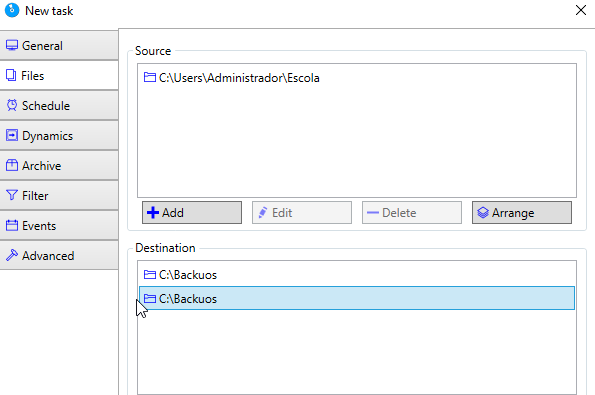 New task
General
Files
Schedule
Dynamics
Archive
Filter
Events
Advanced
Source
C:\Users\Administrador\Escola
Add
Edit
Delete
Arrange
Destination
C:\Backuos
C:\Backuos